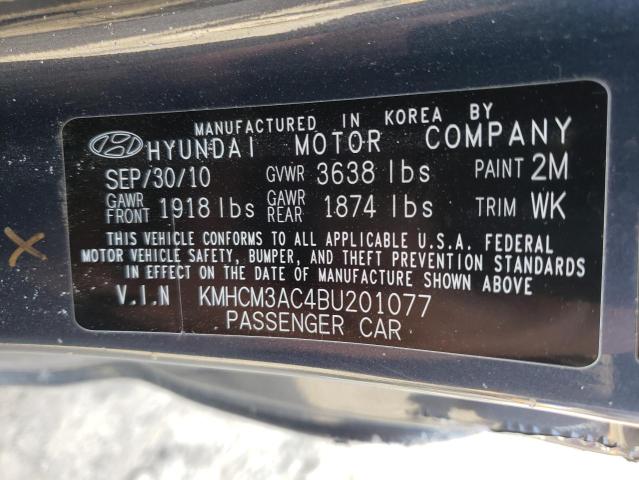 MANUFACTURED IN KOREA BY
HYUNDAI MOTOR COMPANY
SEP/30/10 GVWR 3638 lbs PAINT 2M
GAWR FRONT 1918 lbs GAWR REAR 1874 lbs TRIM WK
THIS VEHICLE CONFORMS TO ALL APPLICABLE U.S.A. FEDERAL
MOTOR VEHICLE SAFETY, BUMPER, AND THEFT PREVENTION STANDARDS
IN EFFECT ON THE DATE OF MANUFACTURE SHOWN ABOVE.
V.I.N KMHCM3AC4BU201077
PASSENGER CAR